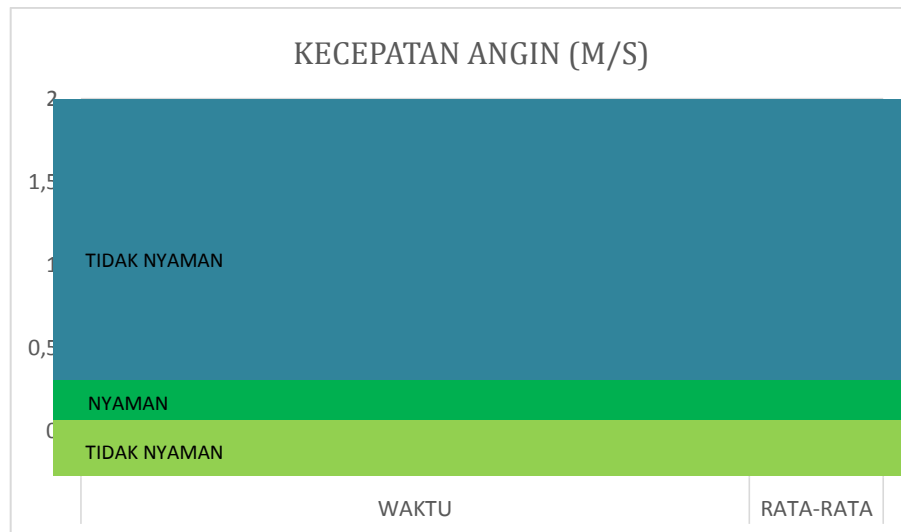 KECEPATAN ANGIN (M/S)
2
1,5
1
TIDAK NYAMAN
0,5
NYAMAN
0
TIDAK NYAMAN
WAKTU RATA-RATA